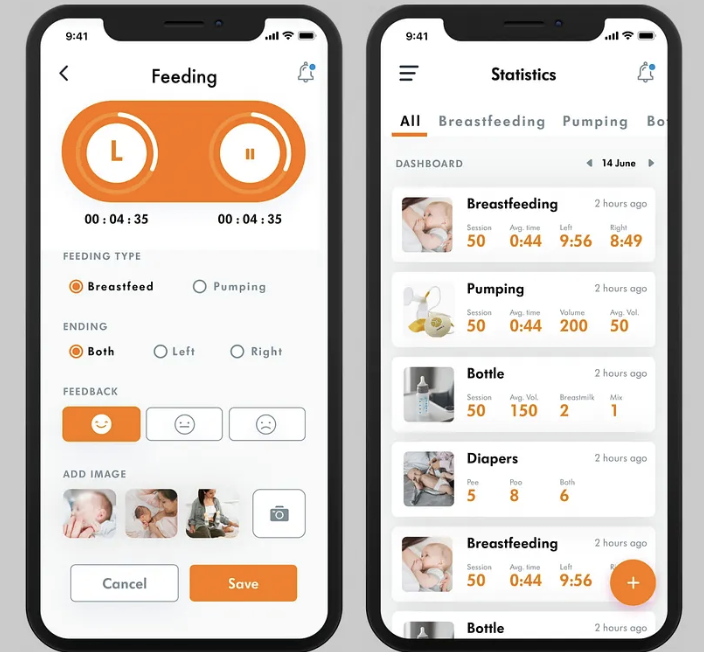 9:41
Feeding
L
00 : 04 : 35
00 : 04 : 35
FEEDING TYPE
Breastfeed
Pumping
ENDING
Both
Left
Right
FEEDBACK
ADD IMAGE
Cancel
Save
9:41
Statistics
All
Breastfeeding
Pumping
Bo
DASHBOARD
14 June
Breastfeeding
2 hours ago
Session
Avg. time
Left
Right
50
0:44
9:56
8:49
Pumping
2 hours ago
Session
Avg. time
Volume
Avg. Vol.
50
0:44
200
50
Bottle
2 hours ago
Session
Avg. Vol.
Breastmilk
Mix
50
150
2
1
Diapers
2 hours ago
Pee
Poo
Both
5
8
6
Breastfeeding
2 hours ago
Session
Avg. time
Left
50
0:44
9:56
+
Bottle
2 hours ago